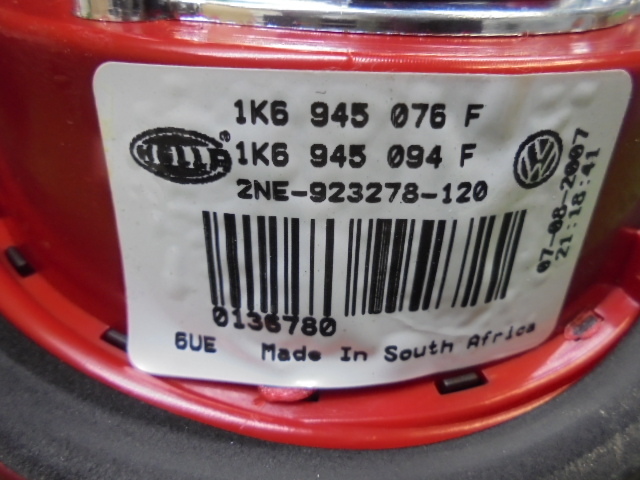 1K6 945 076 F
HELLA®
1K6 945 094 F
2NE-923278-120
VW
07-08-2007
21:18:41
0136780
6UE Made In South Africa